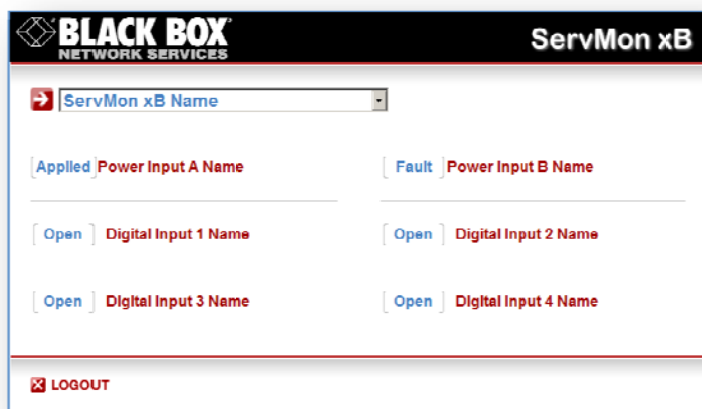 BLACK BOX
NETWORK SERVICES
ServMon xB
ServMon xB Name
Applied Power Input A Name
Fault Power Input B Name
Open Digital Input 1 Name
Open Digital Input 2 Name
Open Digital Input 3 Name
Open Digital Input 4 Name
LOGOUT